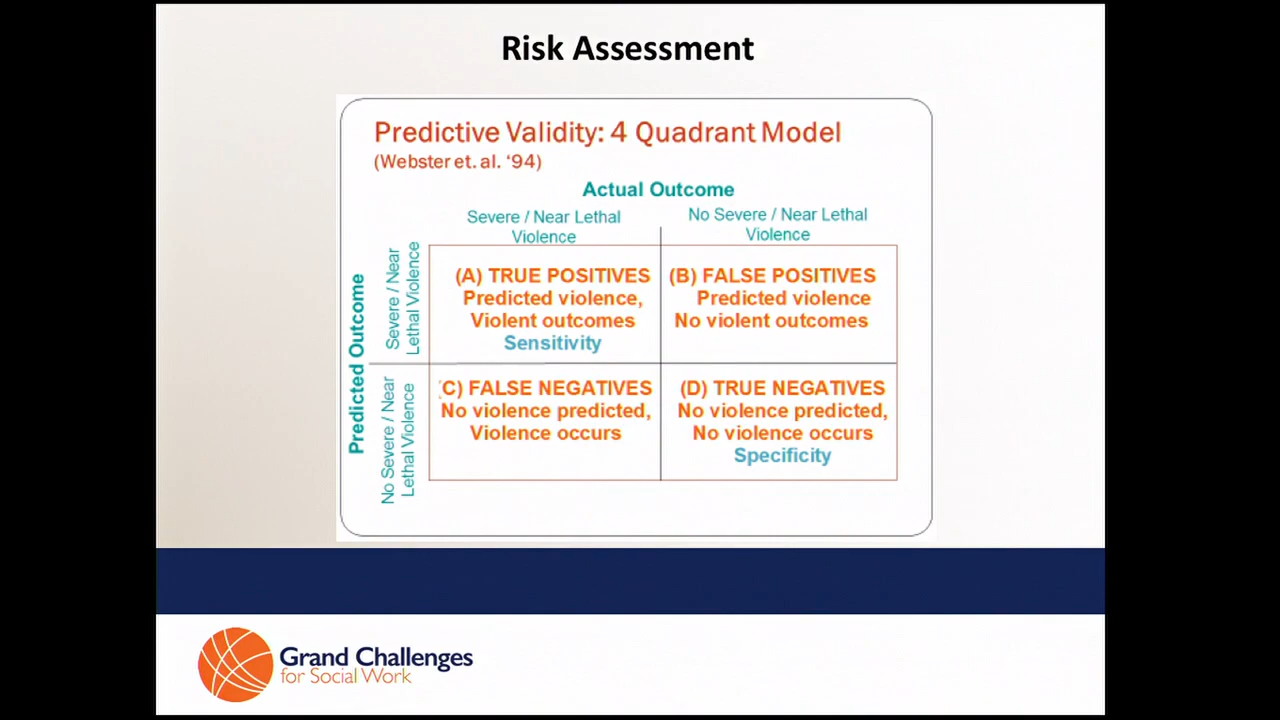 Risk Assessment
Predictive Validity: 4 Quadrant Model
(Webster et. al. ‘94)
Actual Outcome
Severe / Near Lethal
Violence
No Severe / Near Lethal
Violence
Predicted Outcome
Severe / Near
Lethal Violence
(A) TRUE POSITIVES
Predicted violence,
Violent outcomes
Sensitivity
(B) FALSE POSITIVES
Predicted violence
No violent outcomes
No Severe / Near
Lethal Violence
C) FALSE NEGATIVES
No violence predicted,
Violence occurs
(D) TRUE NEGATIVES
No violence predicted,
No violence occurs
Specificity
Grand Challenges
for Social Work